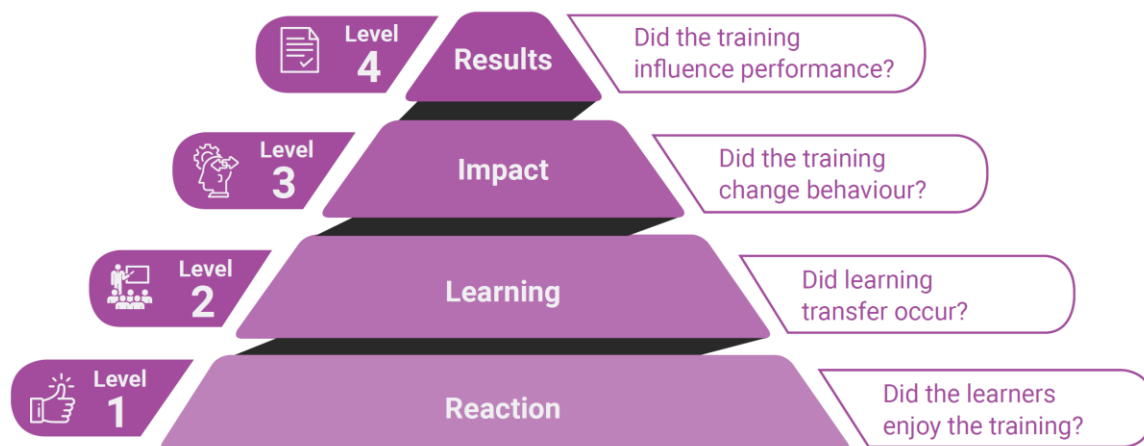 Level
4
Results
Did the training
influence performance?
Level
3
Impact
Did the training
change behaviour?
Level
2
Learning
Did learning
transfer occur?
Level
1
Reaction
Did the learners
enjoy the training?